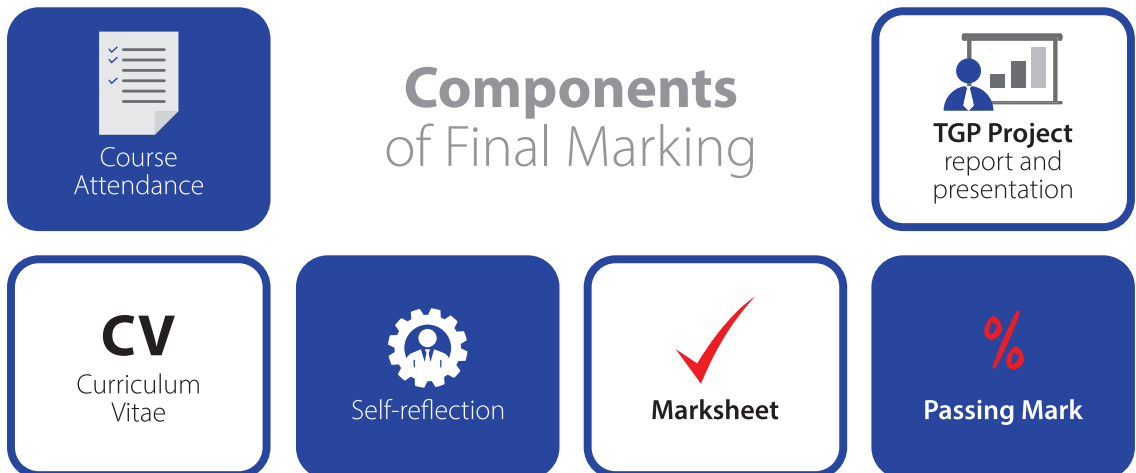 Course
Attendance
Components
of Final Marking
TGP Project
report and
presentation
CV
Curriculum
Vitae
Self-reflection
Marksheet
%
Passing Mark